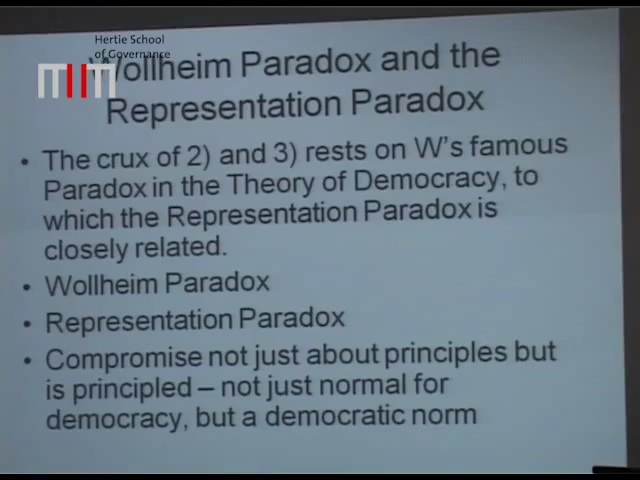 Hertie School
of Governance
Wollheim Paradox and the
Representation Paradox
• The crux of 2) and 3) rests on W's famous
Paradox in the Theory of Democracy, to
which the Representation Paradox is
closely related.
• Wollheim Paradox
• Representation Paradox
• Compromise not just about principles but
is principled – not just normal for
democracy, but a democratic norm